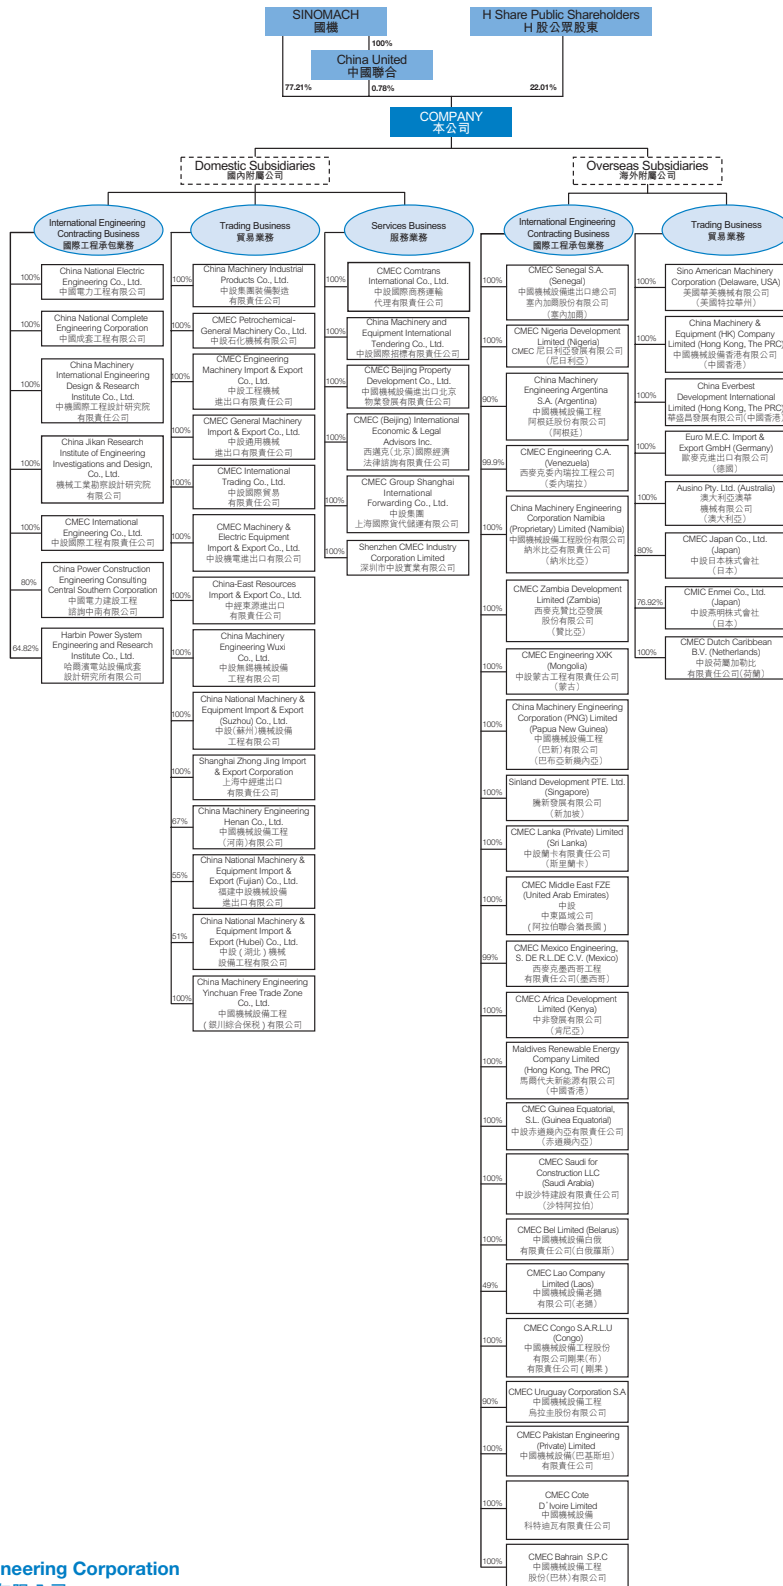 SINOMACH
國機
H Share Public Shareholders
H 股公眾股東
100%
China United
中國聯合
77.21%
0.78%
22.01%
COMPANY
本公司
Domestic Subsidiaries
國內附屬公司
Overseas Subsidiaries
海外附屬公司
International Engineering
Contracting Business
國際工程承包業務
Trading Business
貿易業務
Services Business
服務業務
International Engineering
Contracting Business
國際工程承包業務
Trading Business
貿易業務
100%
China National Electric
Engineering Co., Ltd.
中國電力工程有限公司
100%
China National Complete
Engineering Corporation
中國成套工程有限公司
100%
China Machinery
International Engineering
Design & Research
Institute Co., Ltd.
中機國際工程設計研究院
有限責任公司
100%
China Jikan Research
Institute of Engineering
Investigations and Design,
Co., Ltd.
機械工業勘察設計研究院
有限公司
100%
CMEC International
Engineering Co., Ltd.
中設國際工程有限責任公司
80%
China Power Construction
Engineering Consulting
Central Southern Corporation
中國電力建設工程
諮詢中南有限公司
64.82%
Harbin Power System
Engineering and Research
Institute Co., Ltd.
哈爾濱電站設備成套
設計研究所有限公司
100%
China Machinery Industrial
Products Co., Ltd.
中設集團裝備製造
有限責任公司
100%
CMEC Petrochemical-
General Machinery Co., Ltd.
中設石化機械有限公司
100%
CMEC Engineering
Machinery Import & Export
Co., Ltd.
中設工程機械
進出口有限責任公司
100%
CMEC General Machinery
Import & Export Co., Ltd.
中設通用機械
進出口有限責任公司
100%
CMEC International
Trading Co., Ltd.
中設國際貿易
有限責任公司
100%
CMEC Machinery &
Electric Equipment
Import & Export Co., Ltd.
中設機電進出口有限公司
100%
China-East Resources
Import & Export Co., Ltd.
中經東源進出口
有限責任公司
100%
China Machinery
Engineering Wuxi
Co., Ltd.
中設無錫機械設備
工程有限公司
100%
China National Machinery &
Equipment Import & Export
(Suzhou) Co., Ltd.
中設(蘇州)機械設備
工程有限公司
100%
Shanghai Zhong Jing Import
& Export Corporation
上海中經進出口
有限責任公司
67%
China Machinery Engineering
Henan Co., Ltd.
中國機械設備工程
(河南)有限公司
55%
China National Machinery &
Equipment Import &
Export (Fujian) Co., Ltd.
福建中設機械設備
進出口有限公司
51%
China National Machinery &
Equipment Import &
Export (Hubei) Co., Ltd.
中設 ( 湖北 ) 機械
設備工程有限公司
100%
China Machinery Engineering
Yinchuan Free Trade Zone
Co., Ltd.
中國機械設備工程
( 銀川綜合保税 ) 有限公司
100%
CMEC Comtrans
International Co., Ltd.
中設國際商務運輸
代理有限責任公司
100%
China Machinery and
Equipment International
Tendering Co., Ltd.
中設國際招標有限責任公司
100%
CMEC Beijing Property
Development Co., Ltd.
中國機械設備進出口北京
物業發展有限責任公司
100%
CMEC (Beijing) International
Economic & Legal
Advisors Inc.
西邁克(北京)國際經濟
法律諮詢有限責任公司
100%
CMEC Group Shanghai
International
Forwarding Co., Ltd.
中設集團
上海國際貨代儲運有限公司
100%
Shenzhen CMEC Industry
Corporation Limited
深圳市中設實業有限公司
100%
CMEC Senegal S.A.
(Senegal)
中國機械設備進出口總公司
塞內加爾股份有限公司
(塞內加爾)
100%
CMEC Nigeria Development
Limited (Nigeria)
CMEC 尼日利亞發展有限公司
(尼日利亞)
90%
China Machinery
Engineering Argentina
S.A. (Argentina)
中國機械設備工程
阿根廷股份有限公司
(阿根廷)
99.9%
CMEC Engineering C.A.
(Venezuela)
西麥克委內瑞拉工程公司
(委內瑞拉)
100%
China Machinery Engineering
Corporation Namibia
(Proprietary) Limited (Namibia)
中國機械設備工程股份有限公司
納米比亞有限責任公司
(納米比亞)
100%
CMEC Zambia Development
Limited (Zambia)
西麥克贊比亞發展
股份有限公司
(贊比亞)
100%
CMEC Engineering XXK
(Mongolia)
中設蒙古工程有限責任公司
(蒙古)
100%
China Machinery Engineering
Corporation (PNG) Limited
(Papua New Guinea)
中國機械設備工程
(巴新)有限公司
(巴布亞新幾內亞)
100%
Sinland Development PTE. Ltd.
(Singapore)
騰新發展有限公司
(新加坡)
100%
CMEC Lanka (Private) Limited
(Sri Lanka)
中設蘭卡有限責任公司
(斯里蘭卡)
100%
CMEC Middle East FZE
(United Arab Emirates)
中設
中東區域公司
( 阿拉伯聯合酋長國 )
99%
CMEC Mexico Engineering,
S. DE R.L.DE C.V. (Mexico)
西麥克墨西哥工程
有限責任公司(墨西哥)
100%
CMEC Africa Development
Limited (Kenya)
中非發展有限公司
(肯尼亞)
100%
Maldives Renewable Energy
Company Limited
(Hong Kong, The PRC)
馬爾代夫新能源有限公司
(中國香港)
100%
CMEC Guinea Equatorial,
S.L. (Guinea Equatorial)
中設赤道幾內亞有限責任公司
(赤道幾內亞)
100%
CMEC Saudi for
Construction LLC
(Saudi Arabia)
中設沙特建設有限責任公司
(沙特阿拉伯)
100%
CMEC Bel Limited (Belarus)
中國機械設備白俄
有限責任公司(白俄羅斯)
49%
CMEC Lao Company
Limited (Laos)
中國機械設備老撾
有限公司(老撾)
100%
CMEC Congo S.A.R.L.U
(Congo)
中國機械設備工程股份
有限公司剛果(布)
有限責任公司 ( 剛果 )
90%
CMEC Uruguay Corporation S.A
中國機械設備工程
烏拉圭股份有限公司
100%
CMEC Pakistan Engineering
(Private) Limited
中國機械設備(巴基斯坦)
有限責任公司
100%
CMEC Cote
D´Ivoire Limited
中國機械設備
科特迪瓦有限責任公司
100%
CMEC Bahrain S.P.C
中國機械設備工程
股份(巴林)有限公司
100%
Sino American Machinery
Corporation (Delaware, USA)
美國華美機械有限公司
(美國特拉華州)
100%
China Machinery &
Equipment (HK) Company
Limited (Hong Kong, The PRC)
中國機械設備香港有限公司
(中國香港)
100%
China Everbest
Development International
Limited (Hong Kong, The PRC)
華盛昌發展有限公司(中國香港)
100%
Euro M.E.C. Import &
Export GmbH (Germany)
歐麥克進出口有限公司
(德國)
100%
Ausino Pty. Ltd. (Australia)
澳大利亞澳華
機械有限公司
(澳大利亞)
80%
CMEC Japan Co., Ltd.
(Japan)
中設日本株式會社
(日本)
76.92%
CMIC Enmei Co., Ltd.
(Japan)
中設燕明株式會社
(日本)
100%
CMEC Dutch Caribbean
B.V. (Netherlands)
中設荷屬加勒比
有限責任公司(荷蘭)
neering Corporation